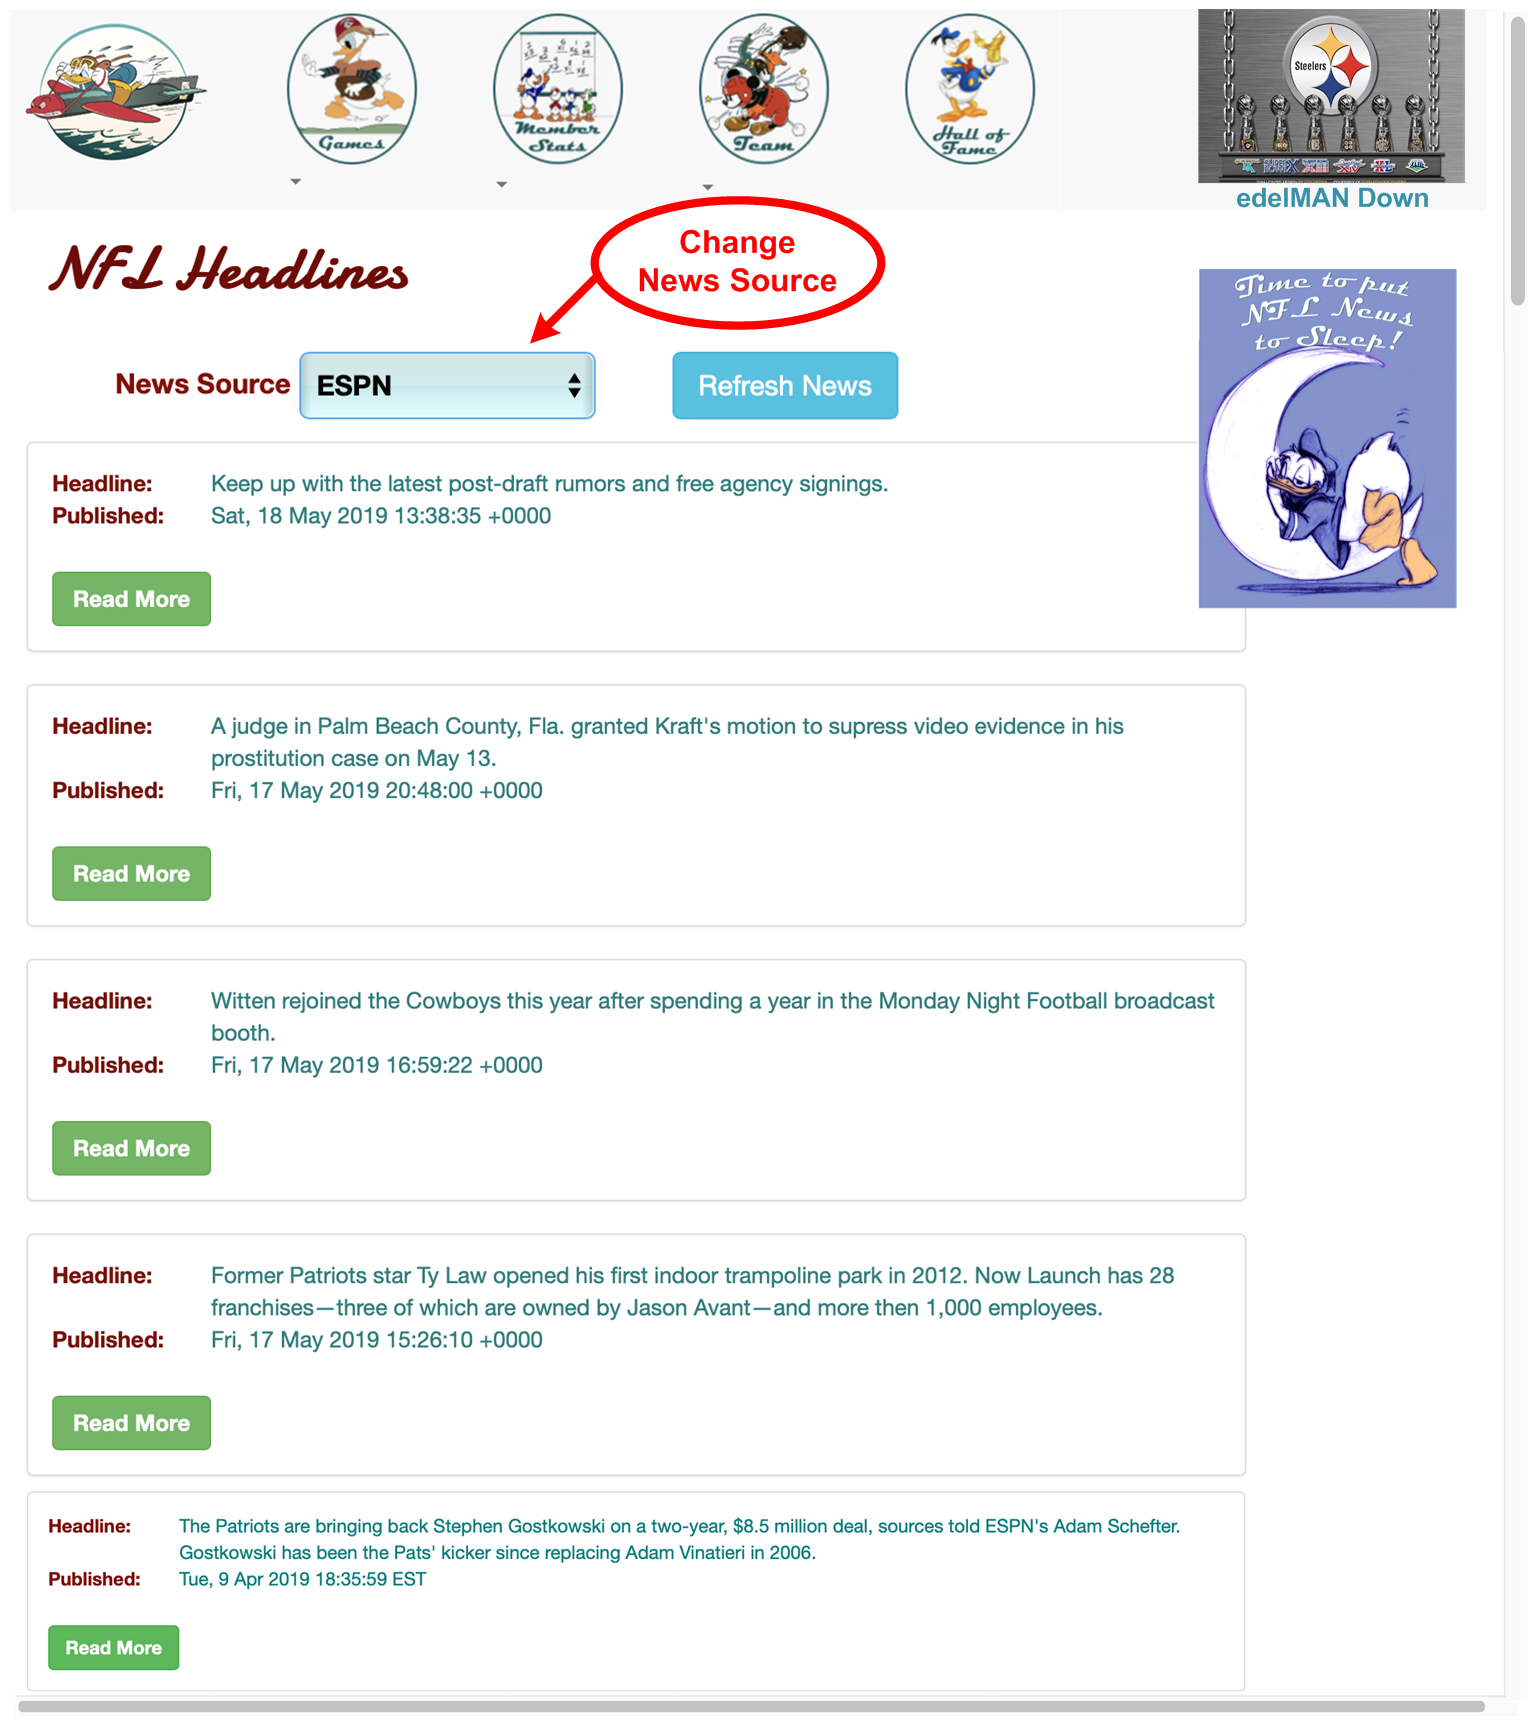 Games
Member
Stats
Team
Hall of
Fame
Steelers
edelMAN Down
Change
News Source
NFL Headlines
Time to put
NFL News
to Sleep!
News Source
ESPN
Refresh News
Headline: Keep up with the latest post-draft rumors and free agency signings.
Published: Sat, 18 May 2019 13:38:35 +0000
Read More
Headline: A judge in Palm Beach County, Fla. granted Kraft's motion to supress video evidence in his
prostitution case on May 13.
Published: Fri, 17 May 2019 20:48:00 +0000
Read More
Headline: Witten rejoined the Cowboys this year after spending a year in the Monday Night Football broadcast
booth.
Published: Fri, 17 May 2019 16:59:22 +0000
Read More
Headline: Former Patriots star Ty Law opened his first indoor trampoline park in 2012. Now Launch has 28
franchises—three of which are owned by Jason Avant—and more then 1,000 employees.
Published: Fri, 17 May 2019 15:26:10 +0000
Read More
Headline: The Patriots are bringing back Stephen Gostkowski on a two-year, $8.5 million deal, sources told ESPN's Adam Schefter.
Gostkowski has been the Pats' kicker since replacing Adam Vinatieri in 2006.
Published: Tue, 9 Apr 2019 18:35:59 EST
Read More